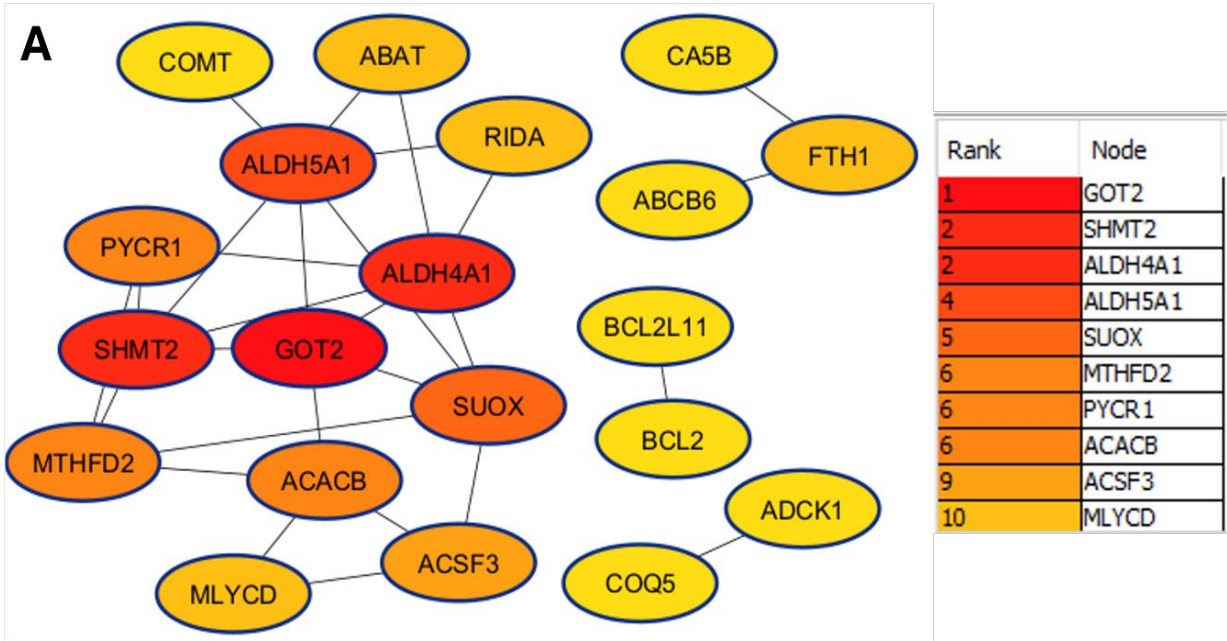 A
COMT
ABAT
CA5B
RIDA
FTH1
ALDH5A1
ABCB6
PYCR1
ALDH4A1
BCL2L11
SHMT2
GOT2
SUOX
BCL2
MTHFD2
ACACB
ADCK1
ACSF3
COQ5
MLYCD
Rank Node
1 GOT2
2 SHMT2
2 ALDH4A1
4 ALDH5A1
5 SUOX
6 MTHFD2
6 PYCR1
6 ACACB
9 ACSF3
10 MLYCD